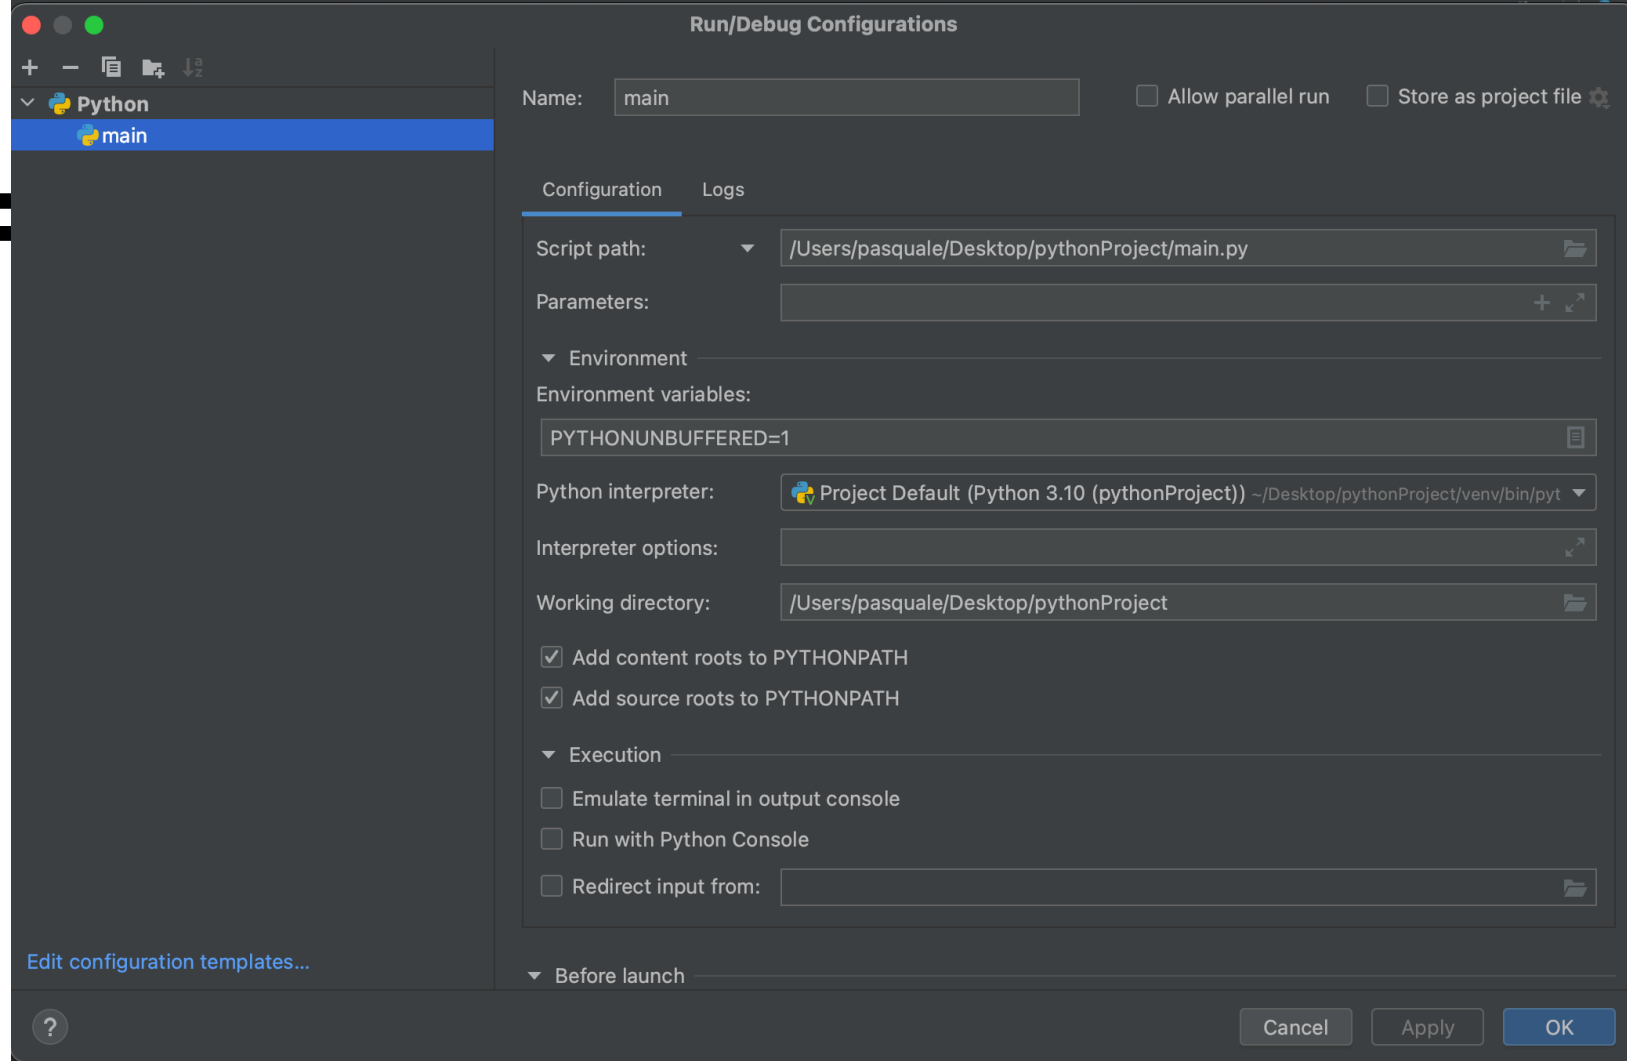 Run/Debug Configurations
Python
main
Name: main
Allow parallel run
Store as project file
Configuration Logs
Script path: /Users/pasquale/Desktop/pythonProject/main.py
Parameters:
Environment
Environment variables:
PYTHONUNBUFFERED=1
Python interpreter: Project Default (Python 3.10 (pythonProject)) ~/Desktop/pythonProject/venv/bin/pyt
Interpreter options:
Working directory: /Users/pasquale/Desktop/pythonProject
Add content roots to PYTHONPATH
Add source roots to PYTHONPATH
Execution
Emulate terminal in output console
Run with Python Console
Redirect input from:
Edit configuration templates...
Before launch
? Cancel Apply OK